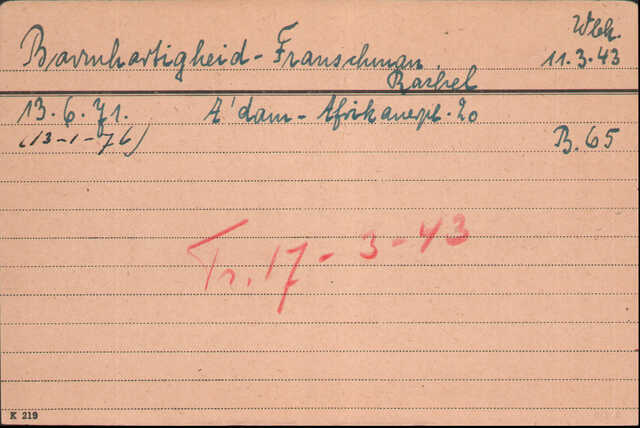 Wbk.
Barmhartigheid - Franschman, 11.3.43
Rachel
13.6.71. A'dam - Afrikanerpl. 20
(13-1-76) B. 65
Tr. 17-3-43
K 219